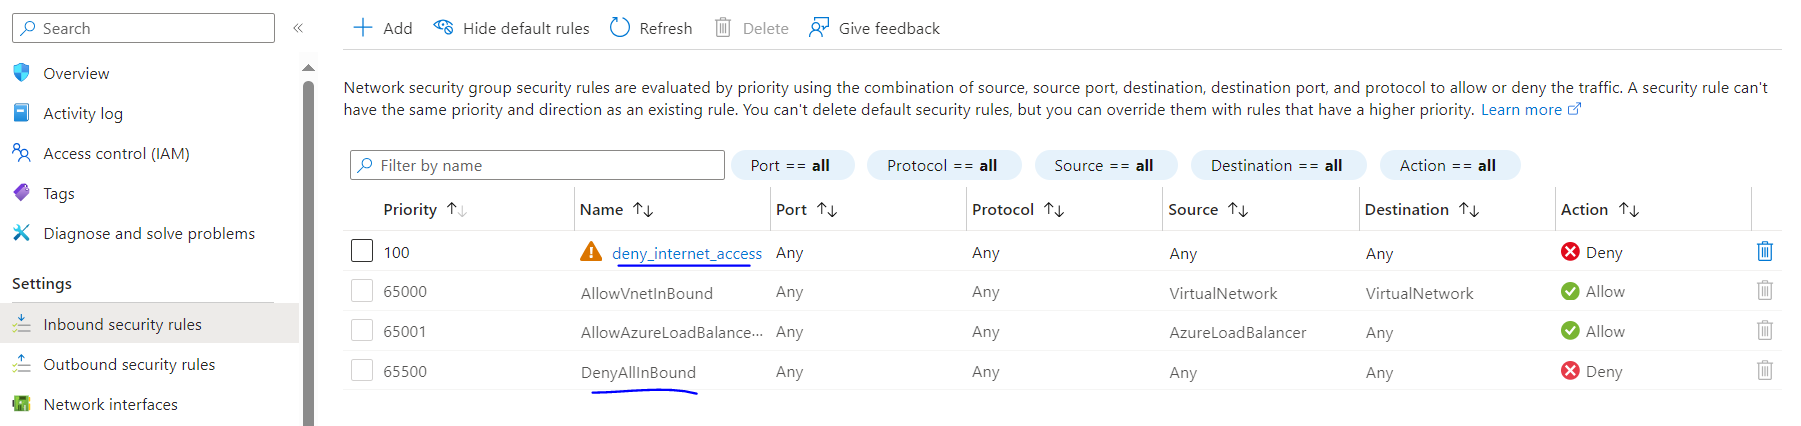 Search
«
Overview
Activity log
Access control (IAM)
Tags
Diagnose and solve problems
Settings
Inbound security rules
Outbound security rules
Network interfaces
Add Hide default rules Refresh Delete Give feedback
Network security group security rules are evaluated by priority using the combination of source, source port, destination, destination port, and protocol to allow or deny the traffic. A security rule can't
have the same priority and direction as an existing rule. You can't delete default security rules, but you can override them with rules that have a higher priority. Learn more
Filter by name Port == all Protocol == all Source == all Destination == all Action == all
Priority Name Port Protocol Source Destination Action
100 deny_internet_access Any Any Any Any Deny
65000 AllowVnetInBound Any Any VirtualNetwork VirtualNetwork Allow
65001 AllowAzureLoadBalance... Any Any AzureLoadBalancer Any Allow
65500 DenyAllInBound Any Any Any Any Deny